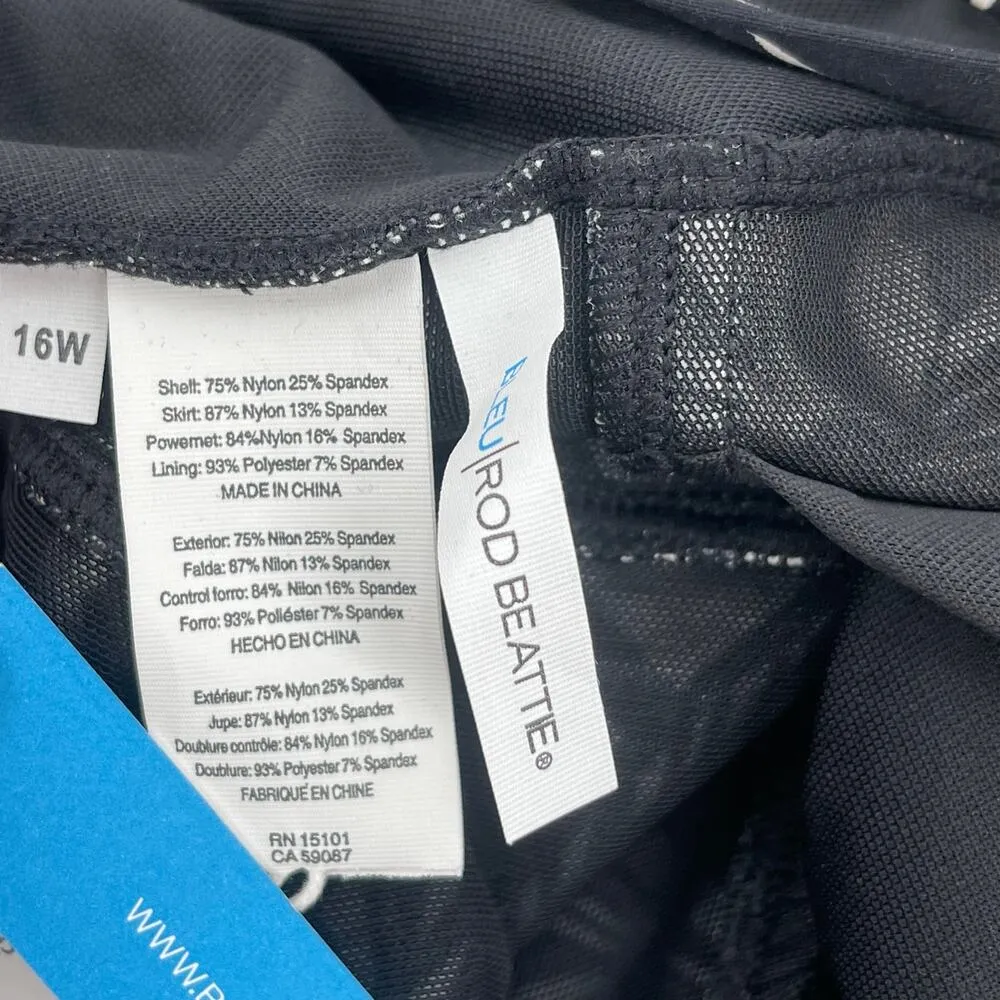 16W
Shell: 75% Nylon 25% Spandex
Skirt: 87% Nylon 13% Spandex
Powernet: 84%Nylon 16% Spandex
Lining: 93% Polyester 7% Spandex
MADE IN CHINA
Exterior: 75% Nilon 25% Spandex
Falda: 87% Nilon 13% Spandex
Control forro: 84% Nilon 16% Spandex
Forro: 93% Poliéster 7% Spandex
HECHO EN CHINA
Extérieur: 75% Nylon 25% Spandex
Jupe: 87% Nylon 13% Spandex
Doublure contrôle: 84% Nylon 16% Spandex
Doublure: 93% Polyester 7% Spandex
FABRIQUÉ EN CHINE
RN 15101
CA 59087
BLEU|ROD BEATTIE®